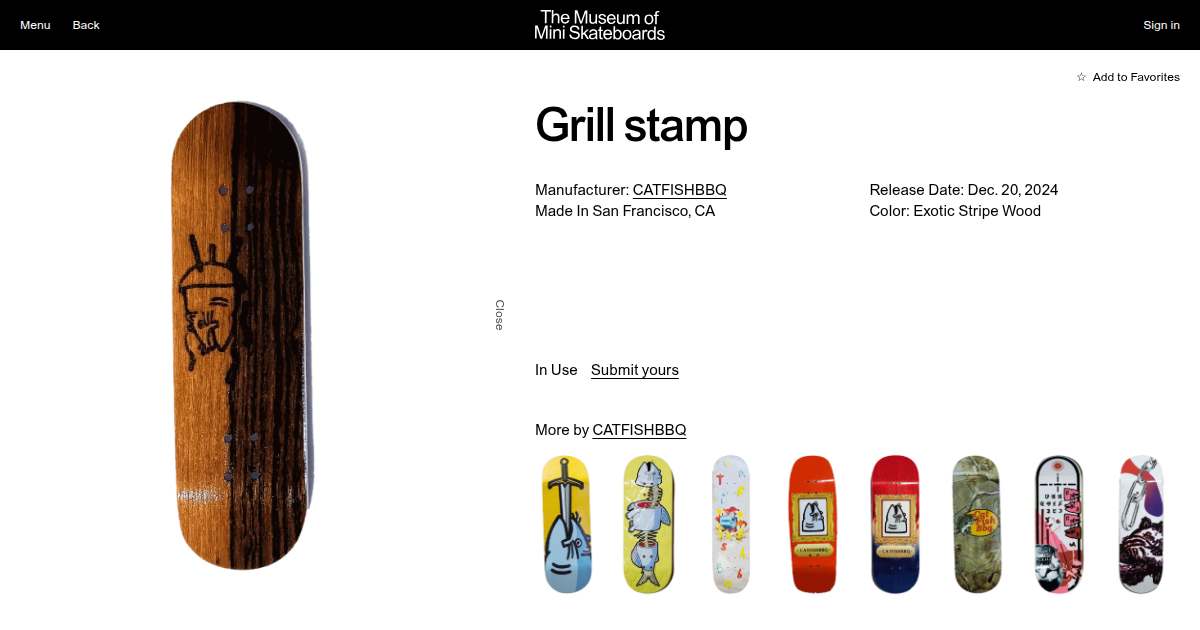 Menu
Back
The Museum of
Mini Skateboards
Sign in
☆ Add to Favorites
Grill stamp
Manufacturer: CATFISHBBQ
Made In San Francisco, CA
Release Date: Dec. 20, 2024
Color: Exotic Stripe Wood
Close
In Use
Submit yours
More by CATFISHBBQ
CATFISHBBQ
CATFISHBBQ